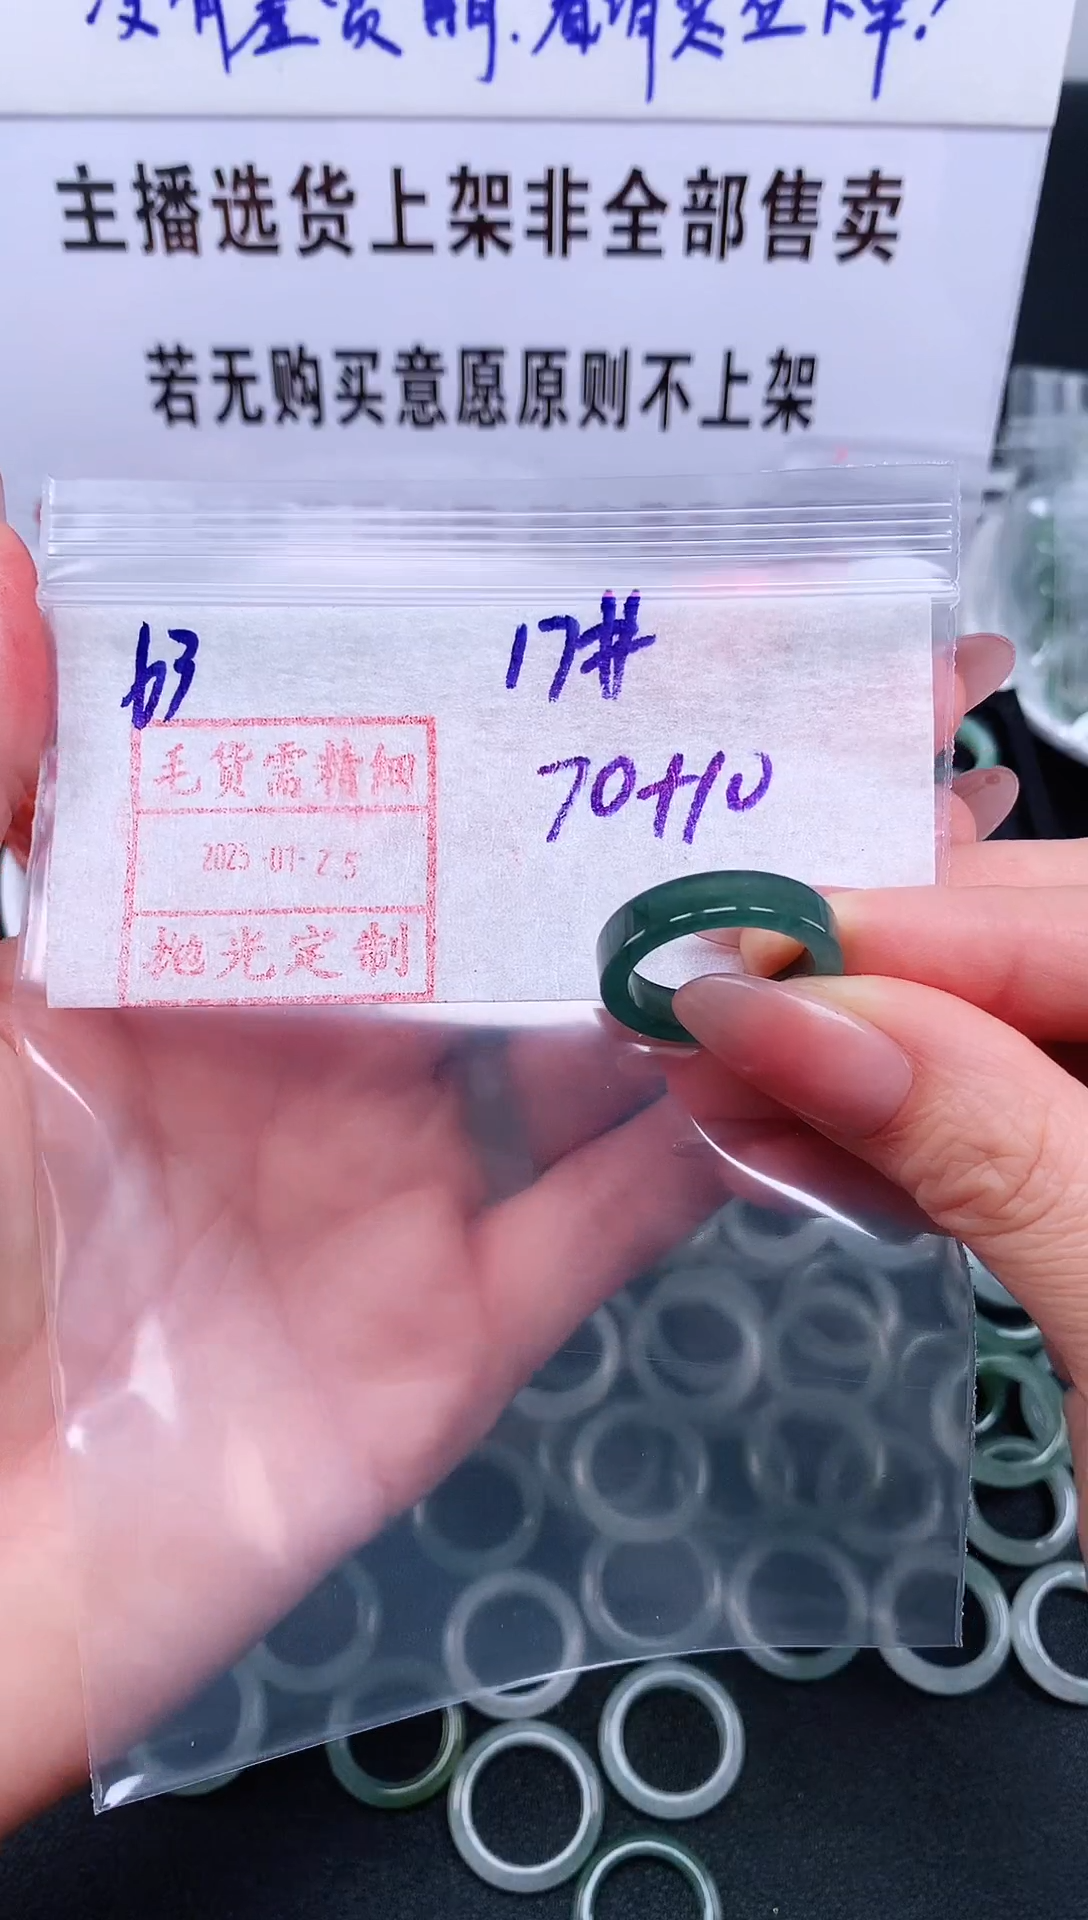 主播选货上架非全部售卖
若无购买意愿原则不上架
63
17#
70+10
毛货需精细
2025-07-25
抛光定制